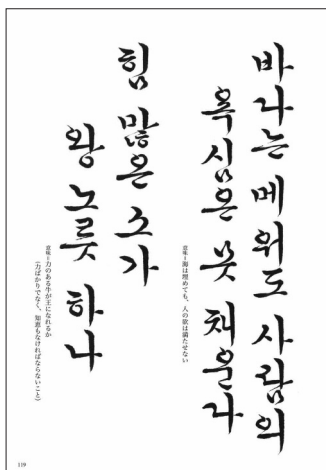 바다는 메워도 사람의
욕심은 못 채운다
意味=海は埋めても、人の欲は満たせない
힘 많은 소가
왕 노릇 하나
意味=力のある牛が王になれるか
(力ばかりでなく、知恵もなければならないこと)
119